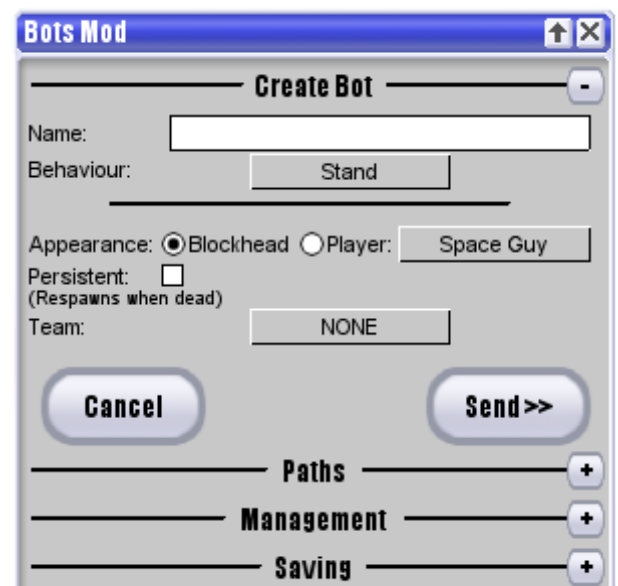 Bots Mod
Create Bot -
Name:
Behaviour: Stand
Appearance: Blockhead Player: Space Guy
Persistent:
(Respawns when dead)
Team: NONE
Cancel Send>>
Paths +
Management +
Saving +